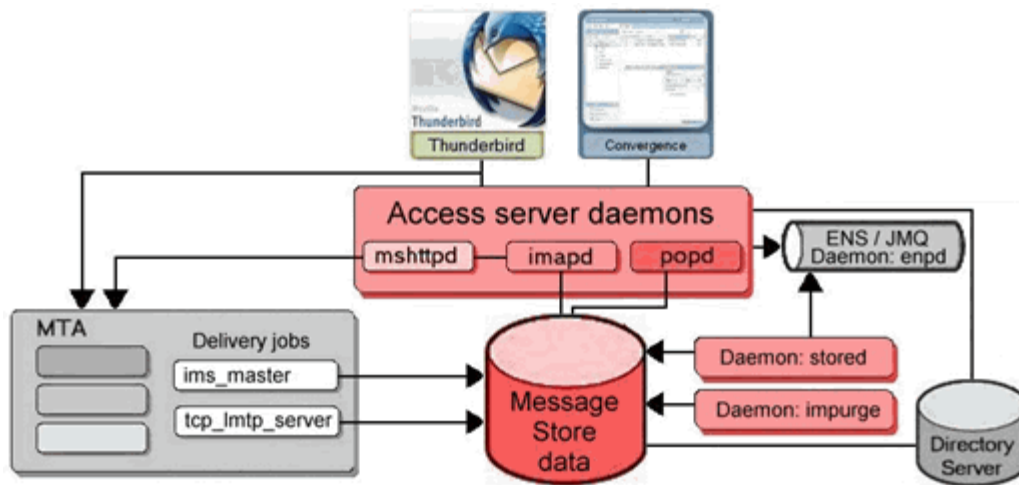 Mozilla
Thunderbird
Thunderbird
Convergence
Access server daemons
mshttpd
imapd
popd
ENS / JMQ
Daemon: enpd
MTA
Delivery jobs
ims_master
tcp_lmtp_server
Message
Store
data
Daemon: stored
Daemon: impurge
Directory
Server